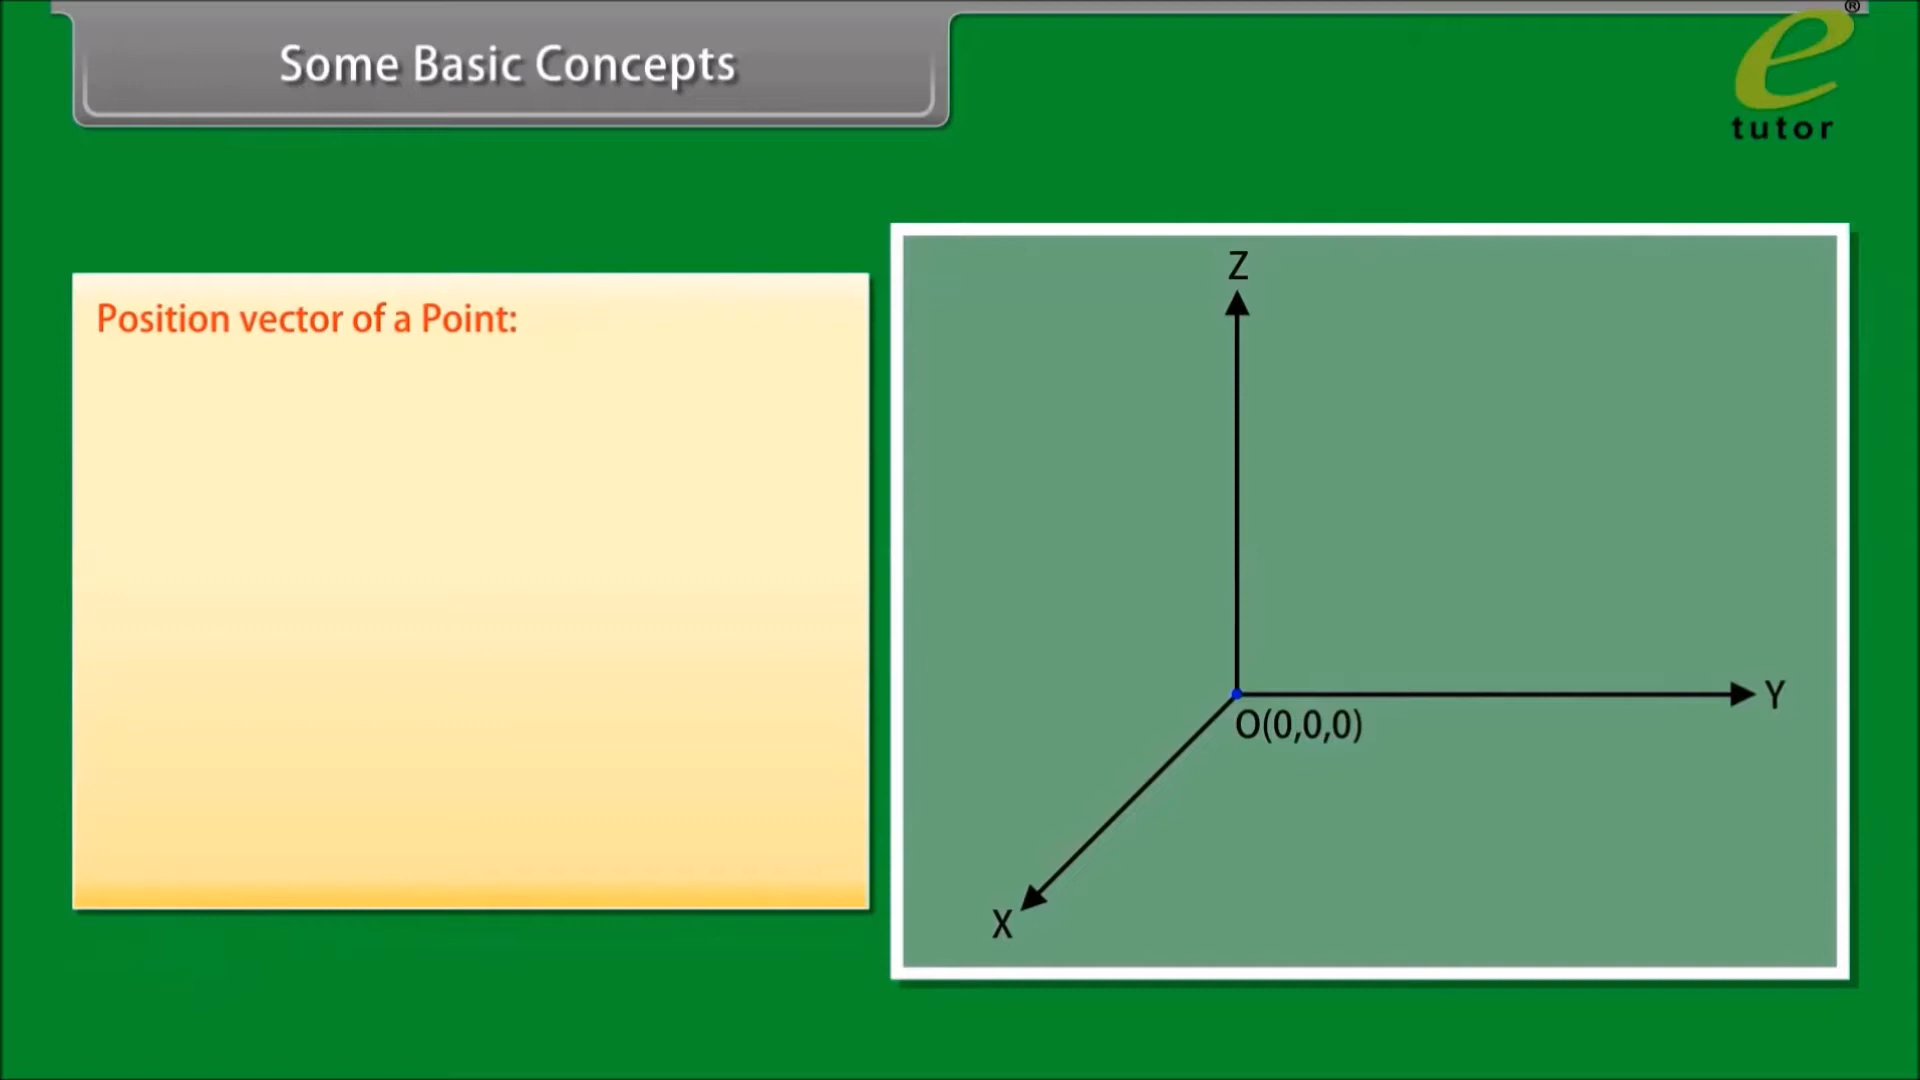 Some Basic Concepts
e®
tutor
Position vector of a Point:
Z
Y
O(0,0,0)
X